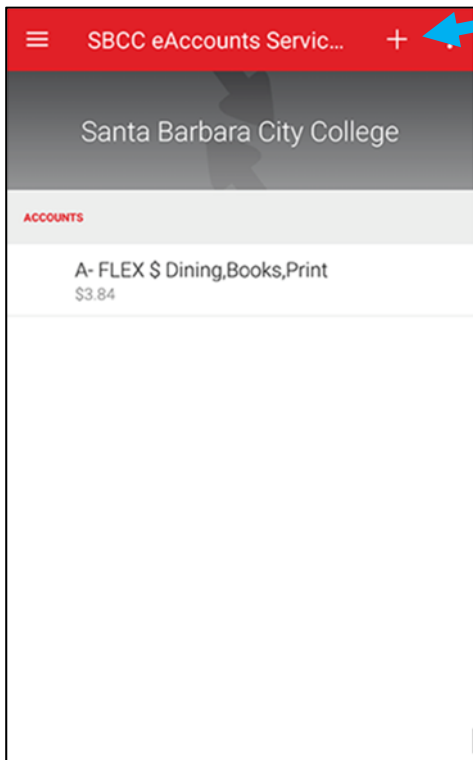 SBCC eAccounts Servic...
Santa Barbara City College
ACCOUNTS
A- FLEX $ Dining,Books,Print
$3.84